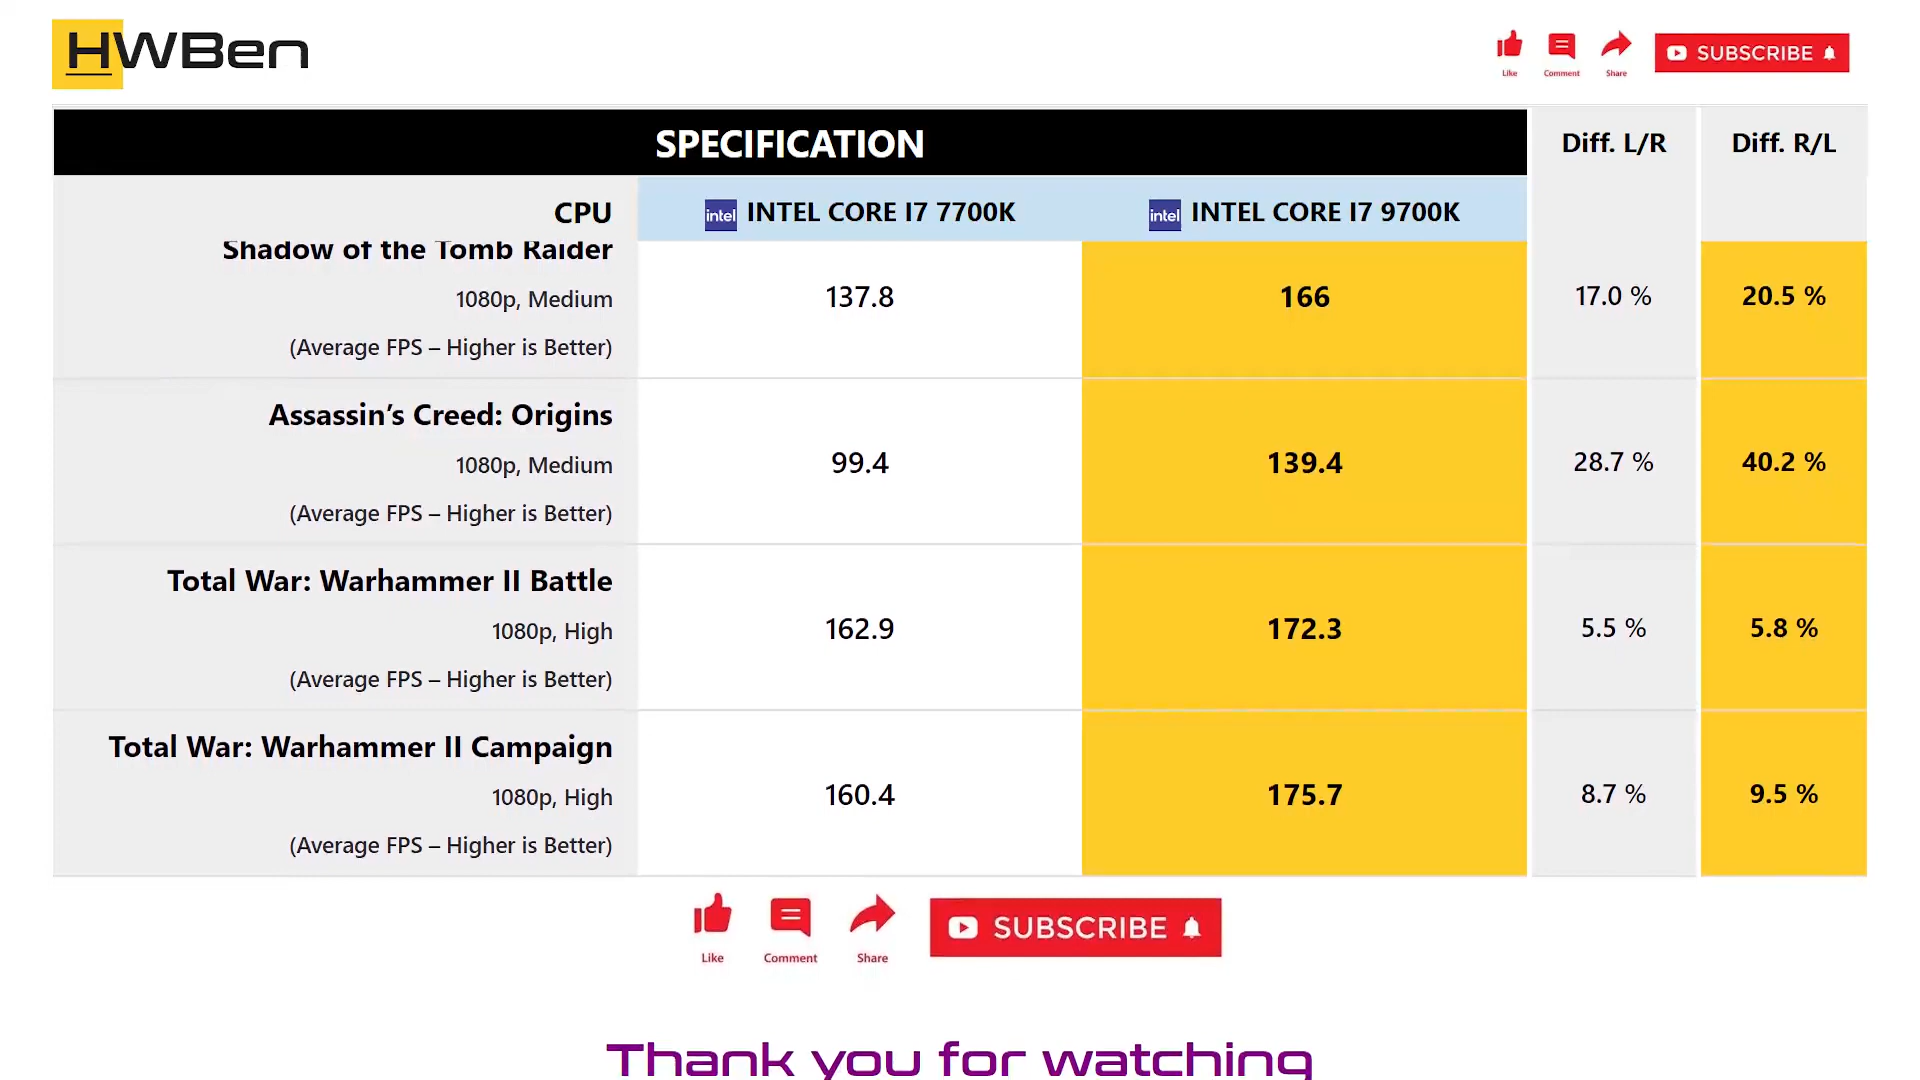 HWBen
Like
Comment
Share
SUBSCRIBE
SPECIFICATION
Diff. L/R
Diff. R/L
CPU
intel INTEL CORE I7 7700K
intel INTEL CORE I7 9700K
Shadow of the Tomb Raider
1080p, Medium
(Average FPS – Higher is Better)
137.8
166
17.0 %
20.5 %
Assassin’s Creed: Origins
1080p, Medium
(Average FPS – Higher is Better)
99.4
139.4
28.7 %
40.2 %
Total War: Warhammer II Battle
1080p, High
(Average FPS – Higher is Better)
162.9
172.3
5.5 %
5.8 %
Total War: Warhammer II Campaign
1080p, High
(Average FPS – Higher is Better)
160.4
175.7
8.7 %
9.5 %
Like
Comment
Share
SUBSCRIBE
Thank you for watching